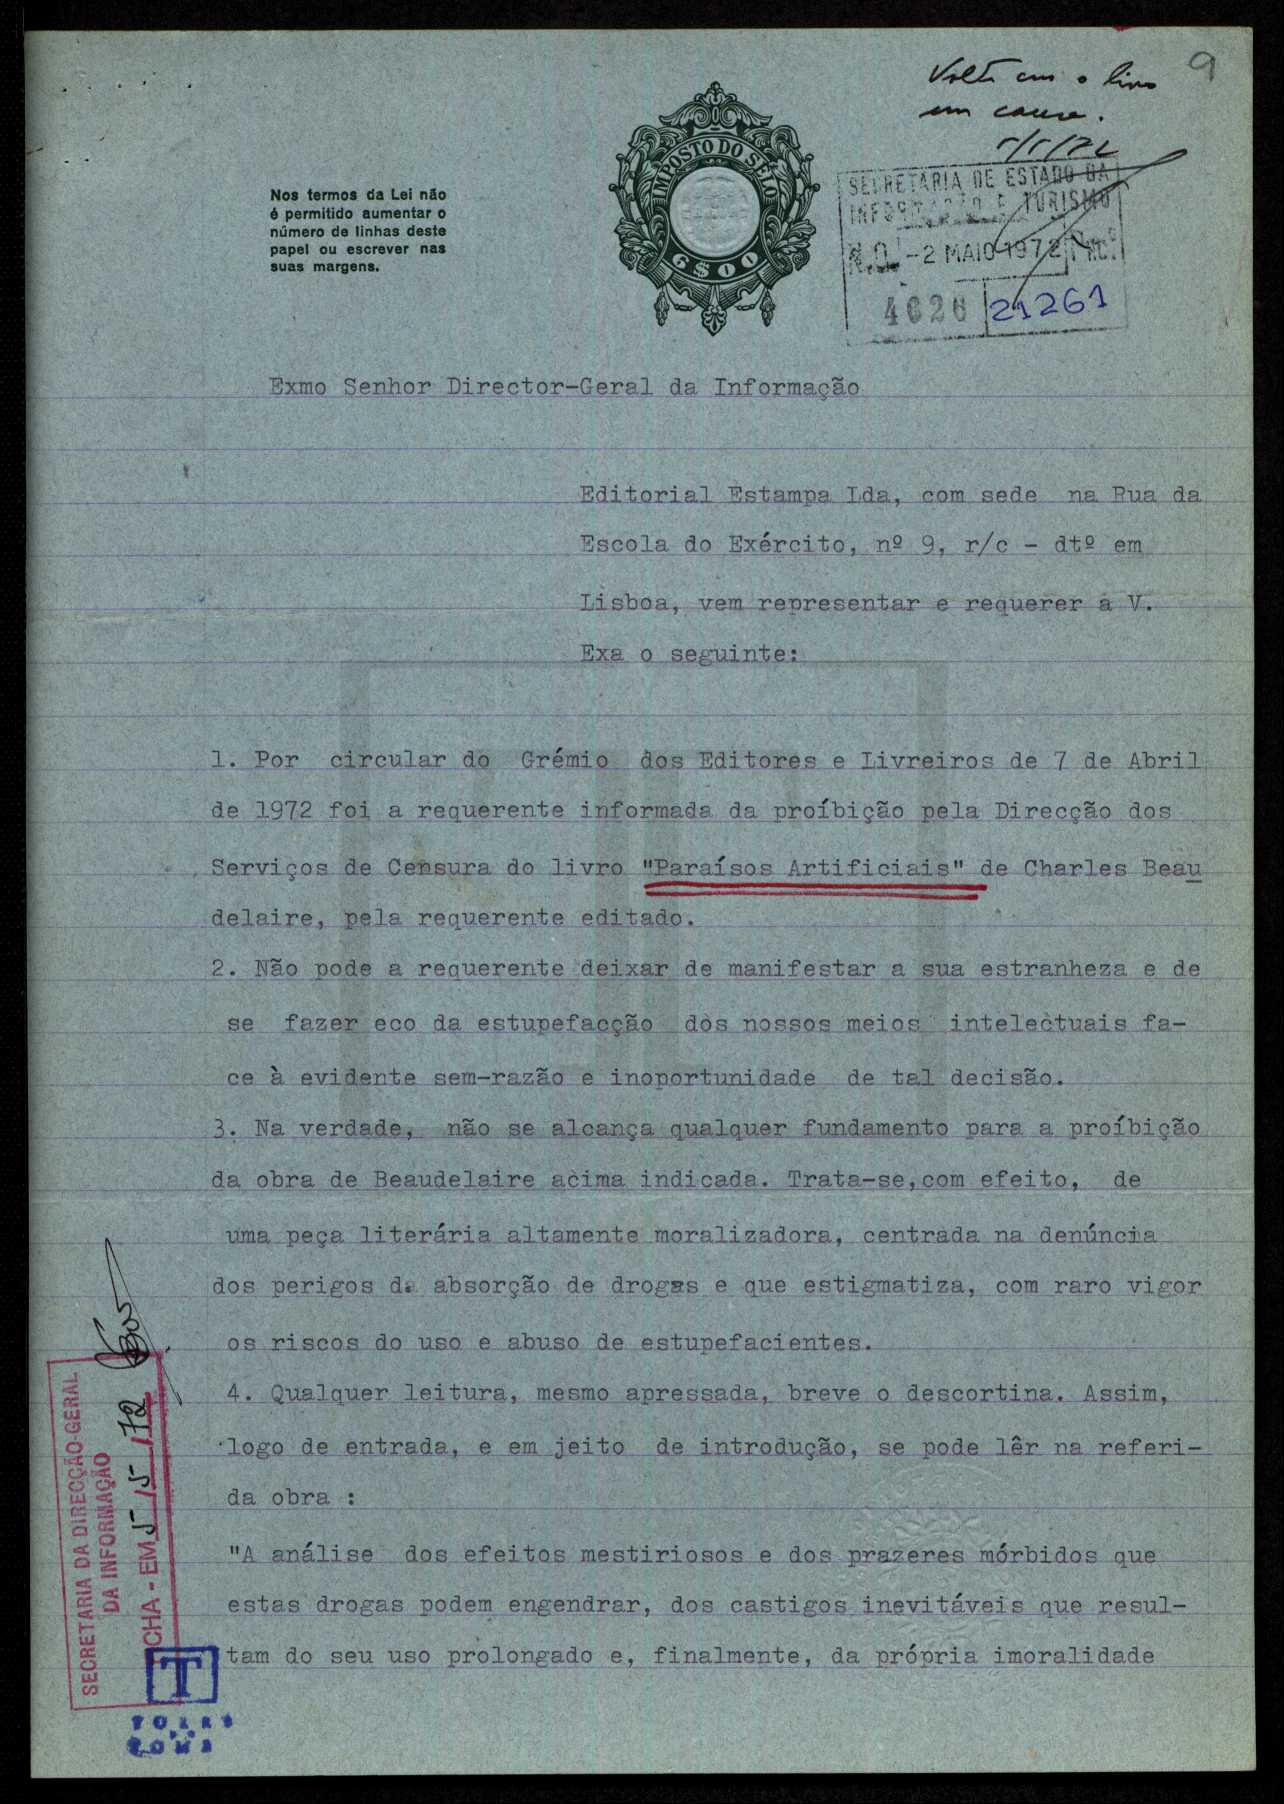 9
Volte com o livro
em causa.
5/5/72
Nos termos da Lei não
é permitido aumentar o
número de linhas deste
papel ou escrever nas
suas margens.
IMPOSTO DO SELO
6$00
SECRETARIA DE ESTADO DA
INFORMAÇÃO E TURISMO
-2 MAIO 1972
4626 21261
Exmo Senhor Director-Geral da Informação
Editorial Estampa Lda, com sede na Rua da
Escola do Exército, nº 9, r/c - dtº em
Lisboa, vem representar e requerer a V.
Exa o seguinte:
1. Por circular do Grémio dos Editores e Livreiros de 7 de Abril
de 1972 foi a requerente informada da proíbição pela Direcção dos
Serviços de Censura do livro "Paraísos Artificiais" de Charles Beau
delaire, pela requerente editado.
2. Não pode a requerente deixar de manifestar a sua estranheza e de
se fazer eco da estupefacção dos nossos meios intelectuais fa-
ce à evidente sem-razão e inoportunidade de tal decisão.
3. Na verdade, não se alcança qualquer fundamento para a proíbição
da obra de Beaudelaire acima indicada. Trata-se, com efeito, de
uma peça literária altamente moralizadora, centrada na denúncia
dos perigos da absorção de drogas e que estigmatiza, com raro vigor
os riscos do uso e abuso de estupefacientes.
4. Qualquer leitura, mesmo apressada, breve o descortina. Assim,
logo de entrada, e em jeito de introdução, se pode lêr na referi-
da obra :
"A análise dos efeitos mestiriosos e dos prazeres mórbidos que
estas drogas podem engendrar, dos castigos inevitáveis que resul-
tam do seu uso prolongado e, finalmente, da própria imoralidade
SECRETARIA DA DIRECÇÃO-GERAL
DA INFORMAÇÃO
FICHA - EM 5/5/72
T
TORRE
DO
TOMBO